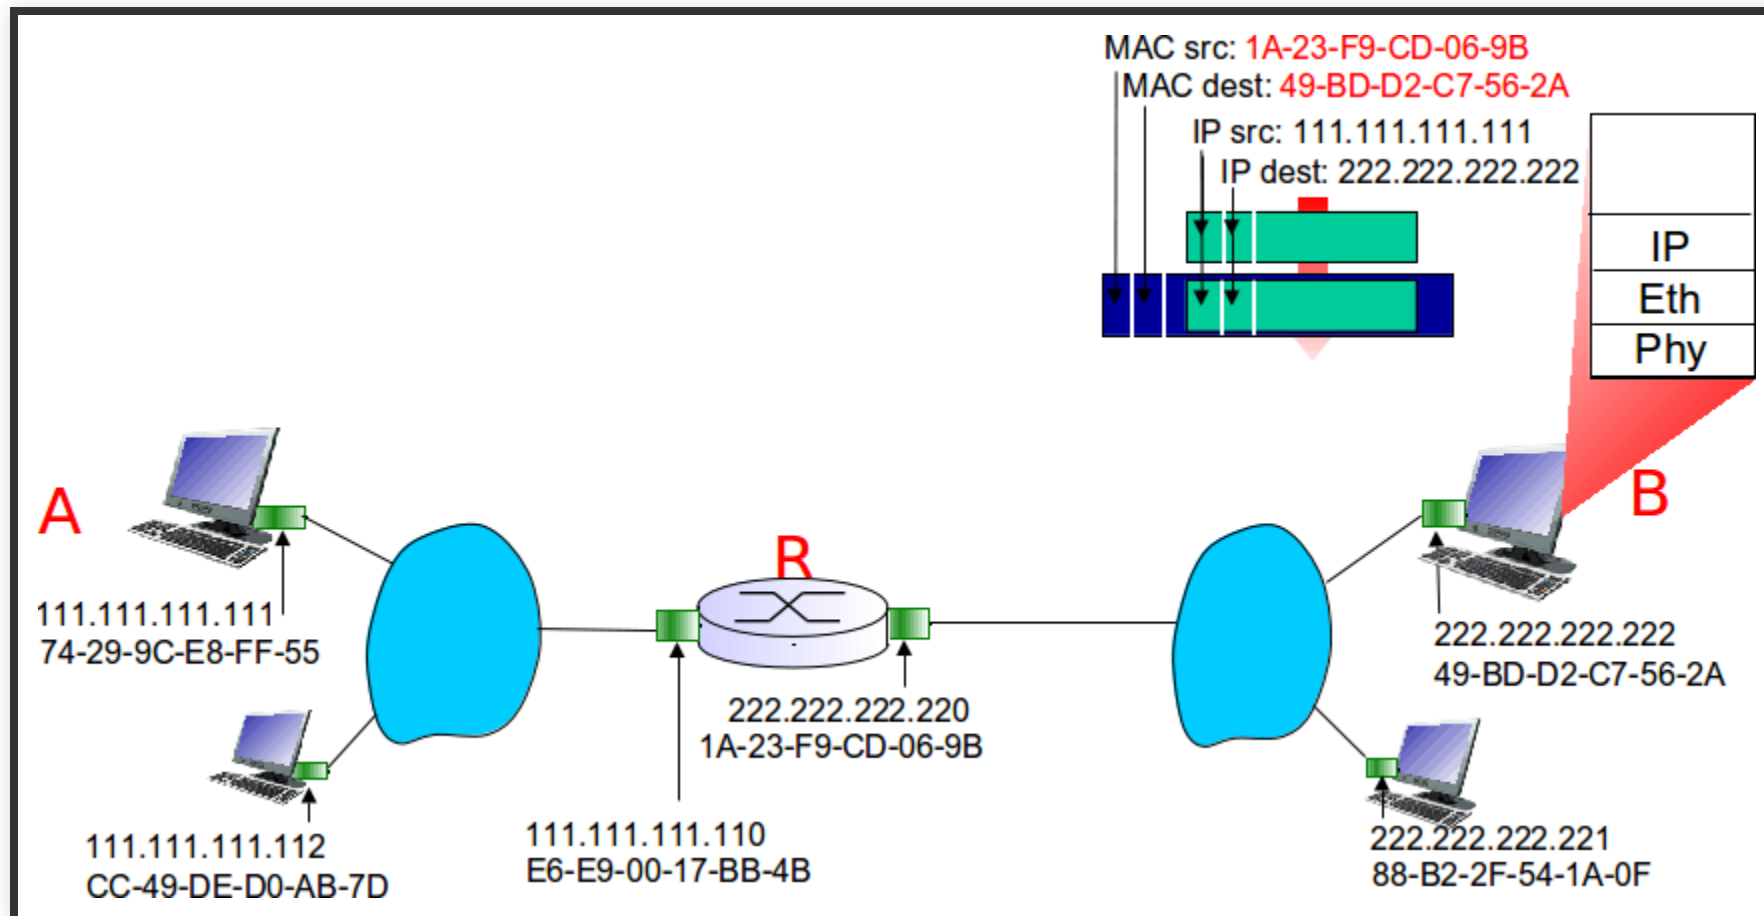 MAC src: 1A-23-F9-CD-06-9B
MAC dest: 49-BD-D2-C7-56-2A
IP src: 111.111.111.111
IP dest: 222.222.222.222
IP
Eth
Phy
A
R
B
111.111.111.111
74-29-9C-E8-FF-55
222.222.222.222
49-BD-D2-C7-56-2A
222.222.222.220
1A-23-F9-CD-06-9B
111.111.111.112
CC-49-DE-D0-AB-7D
111.111.111.110
E6-E9-00-17-BB-4B
222.222.222.221
88-B2-2F-54-1A-0F